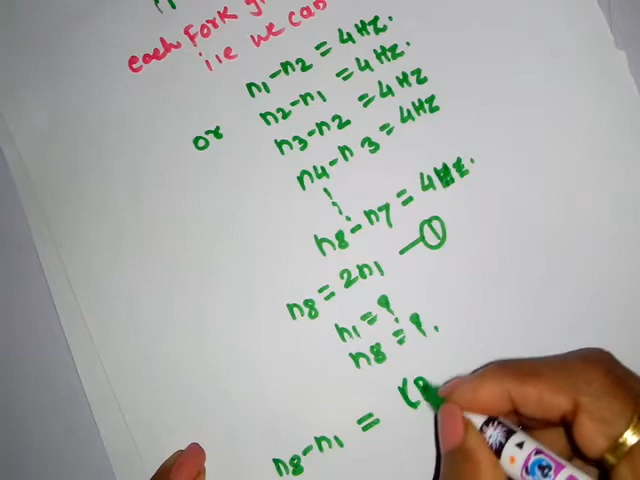 each Fork
i.e we can
n1-n2 = 4Hz.
or n2-n1 = 4Hz.
n3-n2 = 4Hz
n4-n3 = 4Hz
n8-n7 = 4Hz.
n8 = 2n1 — 1
n1 = ?
n8 = ?.
n8-n1 = (